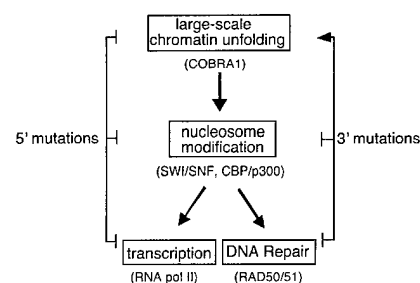 large-scale
chromatin unfolding
(COBRA1)
5' mutations
nucleosome
modification
3' mutations
(SWI/SNF, CBP/p300)
transcription
DNA Repair
(RNA pol II)
(RAD50/51)